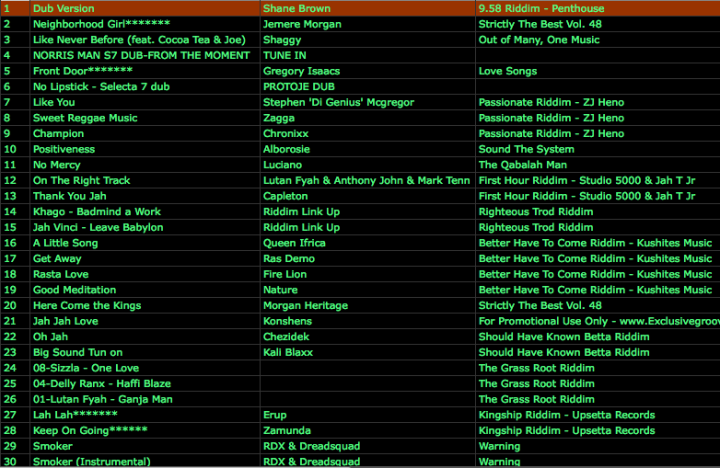 1 Dub Version Shane Brown 9.58 Riddim - Penthouse
2 Neighborhood Girl******* Jemere Morgan Strictly The Best Vol. 48
3 Like Never Before (feat. Cocoa Tea & Joe) Shaggy Out of Many, One Music
4 NORRIS MAN S7 DUB-FROM THE MOMENT TUNE IN
5 Front Door******* Gregory Isaacs Love Songs
6 No Lipstick - Selecta 7 dub PROTOJE DUB
7 Like You Stephen 'Di Genius' Mcgregor Passionate Riddim - ZJ Heno
8 Sweet Reggae Music Zagga Passionate Riddim - ZJ Heno
9 Champion Chronixx Passionate Riddim - ZJ Heno
10 Positiveness Alborosie Sound The System
11 No Mercy Luciano The Qabalah Man
12 On The Right Track Lutan Fyah & Anthony John & Mark Tenn First Hour Riddim - Studio 5000 & Jah T Jr
13 Thank You Jah Capleton First Hour Riddim - Studio 5000 & Jah T Jr
14 Khago - Badmind a Work Riddim Link Up Righteous Trod Riddim
15 Jah Vinci - Leave Babylon Riddim Link Up Righteous Trod Riddim
16 A Little Song Queen Ifrica Better Have To Come Riddim - Kushites Music
17 Get Away Ras Demo Better Have To Come Riddim - Kushites Music
18 Rasta Love Fire Lion Better Have To Come Riddim - Kushites Music
19 Good Meditation Nature Better Have To Come Riddim - Kushites Music
20 Here Come the Kings Morgan Heritage Strictly The Best Vol. 48
21 Jah Jah Love Konshens For Promotional Use Only - www.Exclusivegroov
22 Oh Jah Chezidek Should Have Known Betta Riddim
23 Big Sound Tun on Kali Blaxx Should Have Known Betta Riddim
24 08-Sizzla - One Love The Grass Root Riddim
25 04-Delly Ranx - Haffi Blaze The Grass Root Riddim
26 01-Lutan Fyah - Ganja Man The Grass Root Riddim
27 Lah Lah******* Erup Kingship Riddim - Upsetta Records
28 Keep On Going****** Zamunda Kingship Riddim - Upsetta Records
29 Smoker RDX & Dreadsquad Warning
30 Smoker (Instrumental) RDX & Dreadsquad Warning